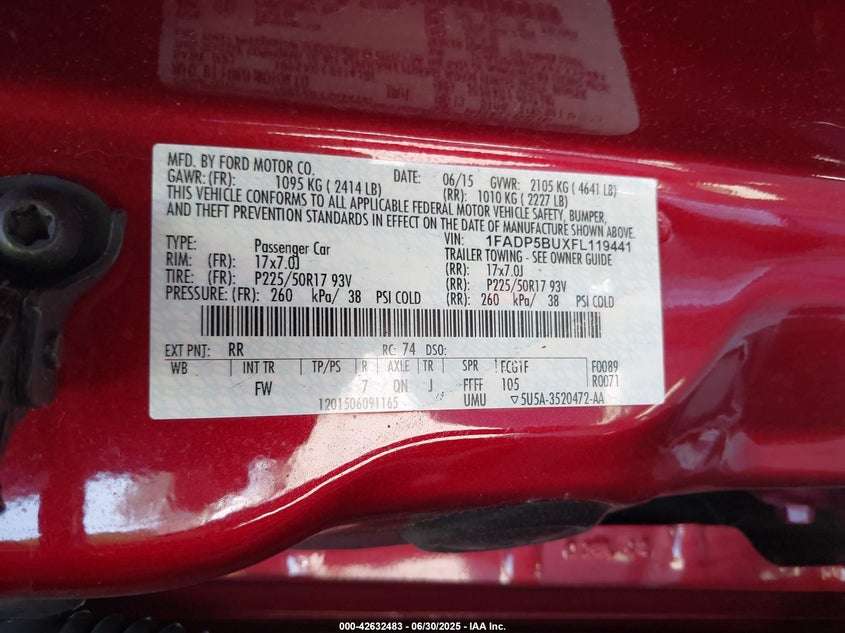 MFD. BY FORD MOTOR CO.
DATE: 06/15 GVWR: 2105 KG ( 4641 LB)
GAWR: (FR): 1095 KG ( 2414 LB) (RR): 1010 KG ( 2227 LB)
THIS VEHICLE CONFORMS TO ALL APPLICABLE FEDERAL MOTOR VEHICLE SAFETY, BUMPER,
AND THEFT PREVENTION STANDARDS IN EFFECT ON THE DATE OF MANUFACTURE SHOWN ABOVE.
VIN: 1FADP5BUXFL119441
TYPE: Passenger Car TRAILER TOWING - SEE OWNER GUIDE
RIM: (FR): 17x7.0J (RR): 17x7.0J
TIRE: (FR): P225/50R17 93V (RR): P225/50R17 93V
PRESSURE: (FR): 260 kPa/ 38 PSI COLD (RR): 260 kPa/ 38 PSI COLD
EXT PNT: RR RC: 74 DSO:
WB INT TR TP/PS R AXLE TR SPR FCG1F F0089
FW 7 QN J FFFF 105 R0071
1201506091165 UMU ▽5U5A-3520472-AA
000-42632483 - 06/30/2025 - IAA Inc.